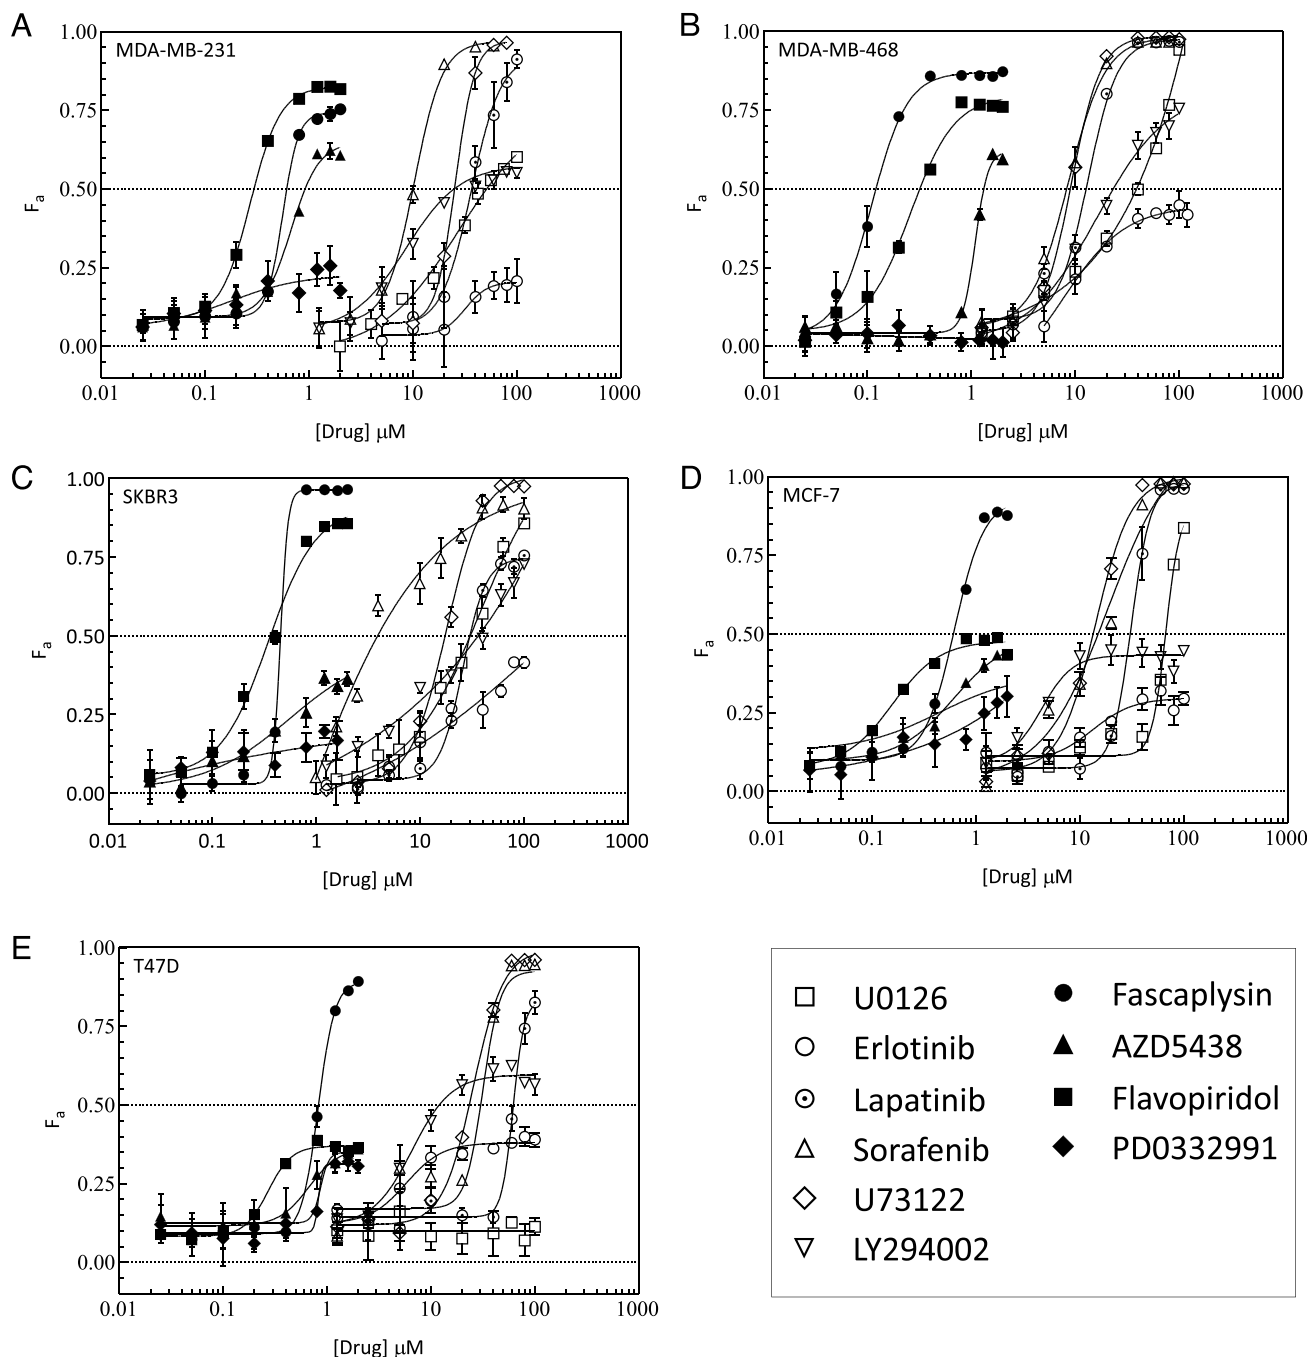 A
MDA-MB-231
1.00
0.75
0.50
0.25
0.00
Fa
0.01 0.1 1 10 100 1000
[Drug] μM
B
MDA-MB-468
1.00
0.75
0.50
0.25
0.00
Fa
0.01 0.1 1 10 100 1000
[Drug] μM
C
SKBR3
1.00
0.75
0.50
0.25
0.00
Fa
0.01 0.1 1 10 100 1000
[Drug] μM
D
MCF-7
1.00
0.75
0.50
0.25
0.00
Fa
0.01 0.1 1 10 100 1000
[Drug] μM
E
T47D
1.00
0.75
0.50
0.25
0.00
Fa
0.01 0.1 1 10 100 1000
[Drug] μM
U0126
Erlotinib
Lapatinib
Sorafenib
U73122
LY294002
Fascaplysin
AZD5438
Flavopiridol
PD0332991